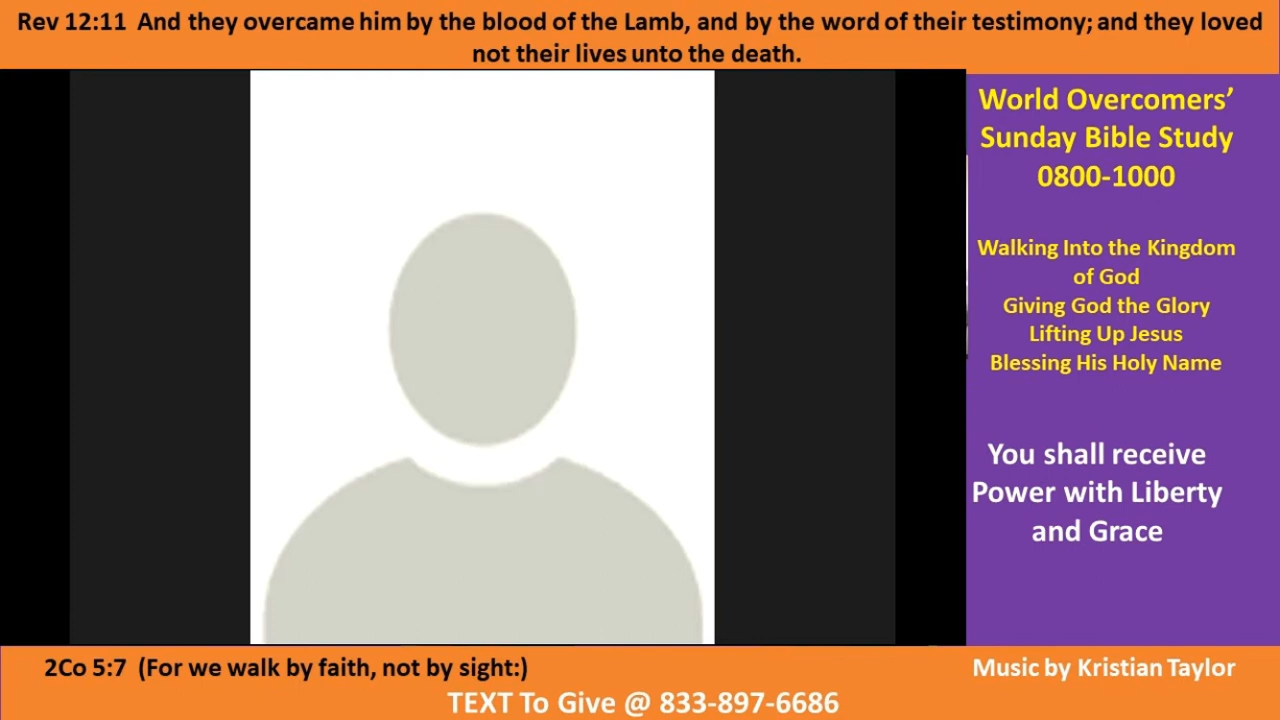 Rev 12:11  And they overcame him by the blood of the Lamb, and by the word of their testimony; and they loved
not their lives unto the death.
World Overcomers’
Sunday Bible Study
0800-1000
Walking Into the Kingdom
of God
Giving God the Glory
Lifting Up Jesus
Blessing His Holy Name
You shall receive
Power with Liberty
and Grace
2Co 5:7  (For we walk by faith, not by sight:)
Music by Kristian Taylor
TEXT To Give @ 833-897-6686